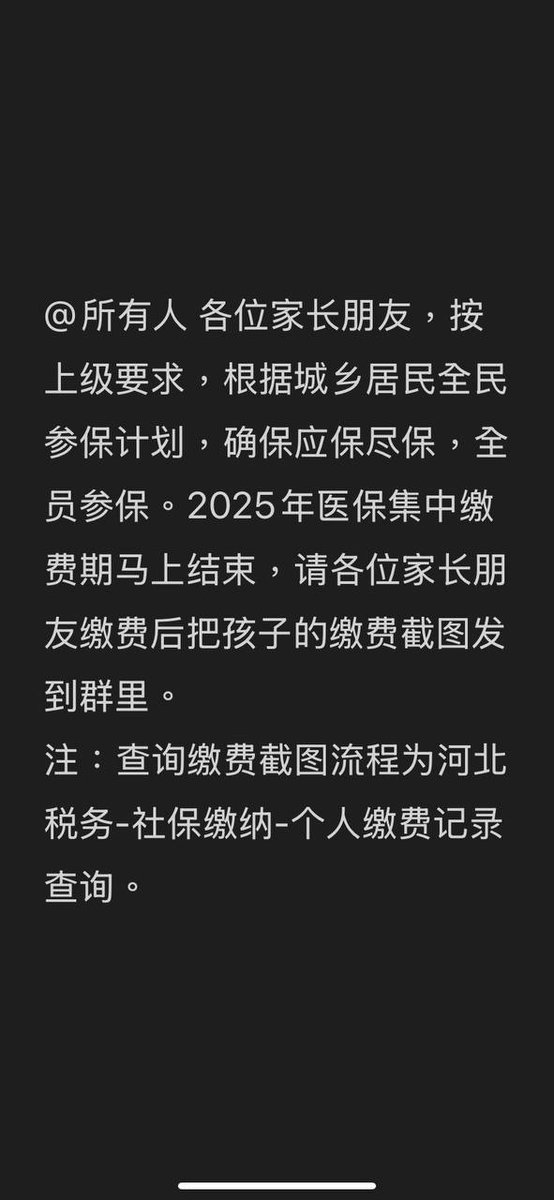 @所有人 各位家长朋友，按
上级要求，根据城乡居民全民
参保计划，确保应保尽保，全
员参保。2025年医保集中缴
费期马上结束，请各位家长朋
友缴费后把孩子的缴费截图发
到群里。
注：查询缴费截图流程为河北
税务-社保缴纳-个人缴费记录
查询。